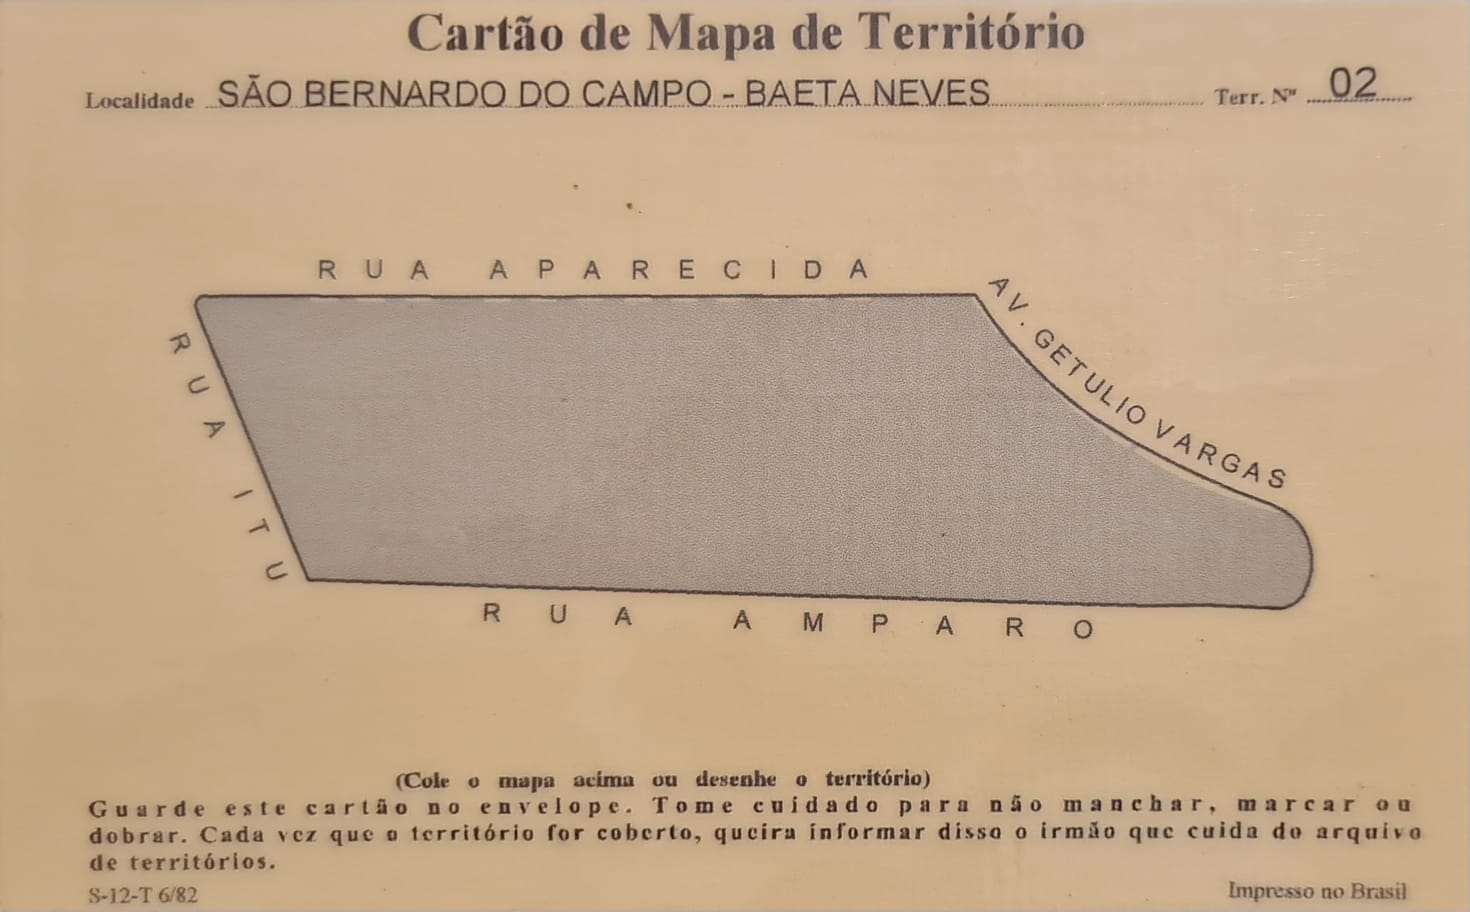 Cartão de Mapa de Território
Localidade SÃO BERNARDO DO CAMPO - BAETA NEVES Terr. Nº 02
RUA APARECIDA
AV. GETULIO VARGAS
RUA ITU
RUA AMPARO
(Cole o mapa acima ou desenhe o território)
Guarde este cartão no envelope. Tome cuidado para não manchar, marcar ou
dobrar. Cada vez que o território for coberto, queira informar disso o irmão que cuida do arquivo
de territórios.
S-12-T 6/82
Impresso no Brasil